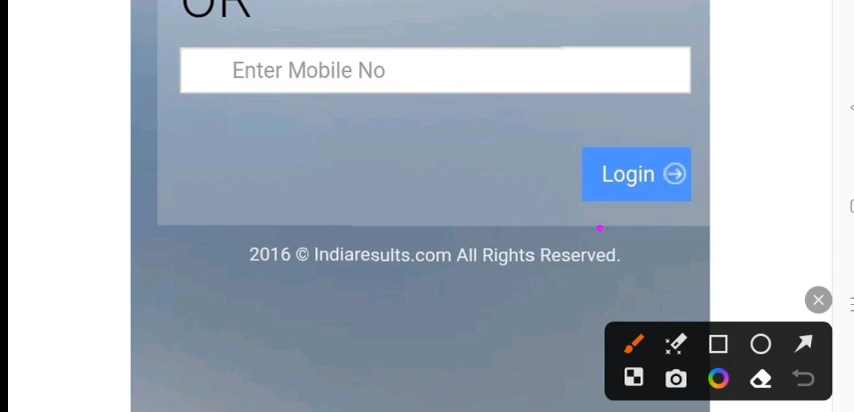 OR
Enter Mobile No
Login
2016 © Indiaresults.com All Rights Reserved.